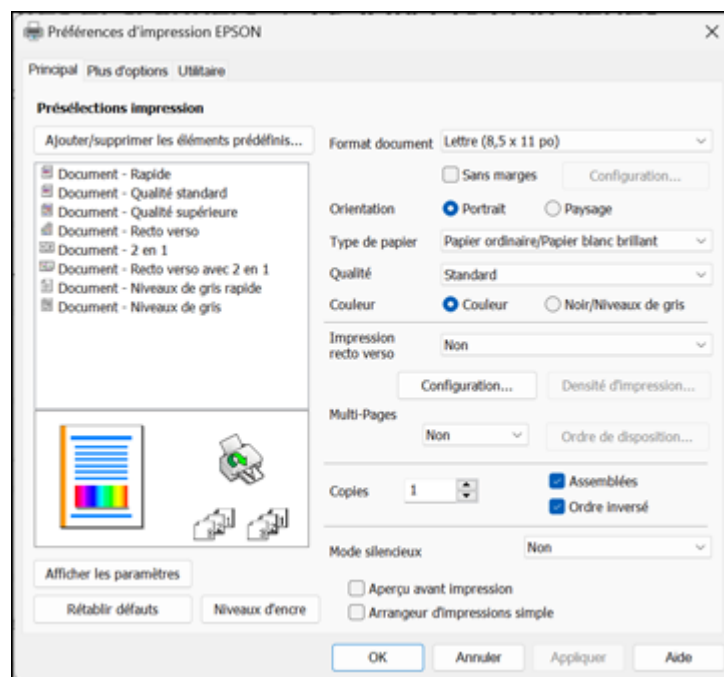 Préférences d'impression EPSON
Principal Plus d'options Utilitaire
Présélections impression
Ajouter/supprimer les éléments prédéfinis...
Document - Rapide
Document - Qualité standard
Document - Qualité supérieure
Document - Recto verso
Document - 2 en 1
Document - Recto verso avec 2 en 1
Document - Niveaux de gris rapide
Document - Niveaux de gris
Afficher les paramètres
Rétablir défauts Niveaux d'encre
Format document Lettre (8,5 x 11 po)
Sans marges Configuration...
Orientation Portrait Paysage
Type de papier Papier ordinaire/Papier blanc brillant
Qualité Standard
Couleur Couleur Noir/Niveaux de gris
Impression
recto verso Non
Configuration... Densité d'impression...
Multi-Pages
Non Ordre de disposition...
Copies 1 Assemblées
Ordre inversé
Mode silencieux Non
Aperçu avant impression
Arrangeur d'impressions simple
OK Annuler Appliquer Aide